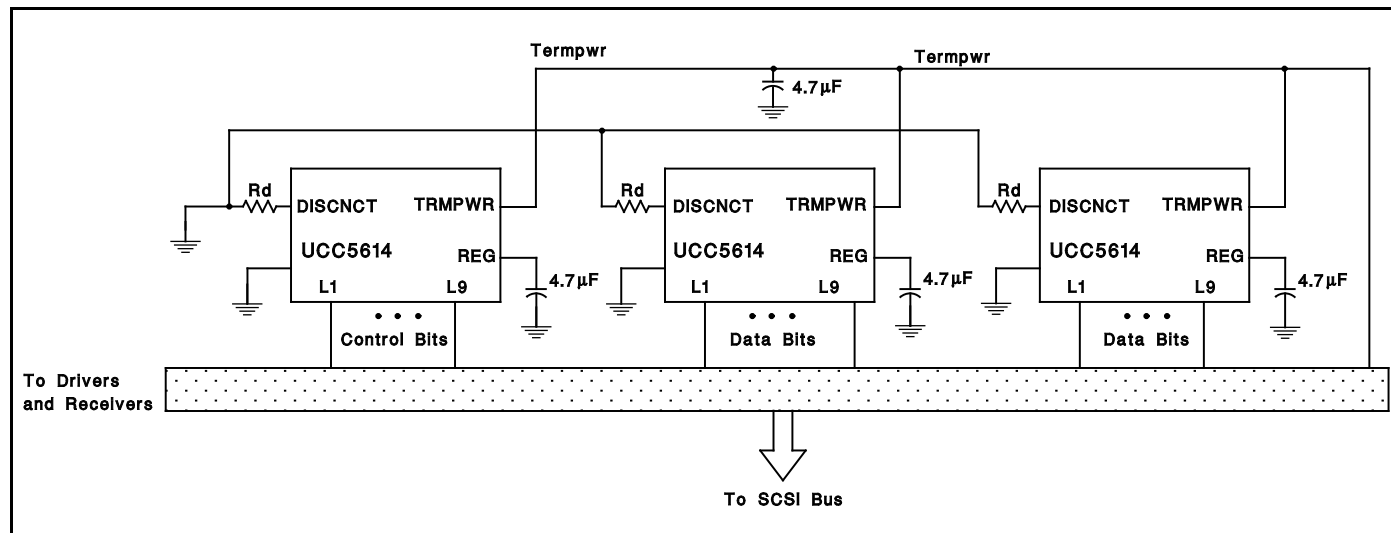 Termpwr
Termpwr
4.7µF
Rd
DISCNCT
TRMPWR
UCC5614
REG
L1
L9
4.7µF
Control Bits
Rd
DISCNCT
TRMPWR
UCC5614
REG
L1
L9
4.7µF
Data Bits
Rd
DISCNCT
TRMPWR
UCC5614
REG
L1
L9
4.7µF
Data Bits
To Drivers
and Receivers
To SCSI Bus